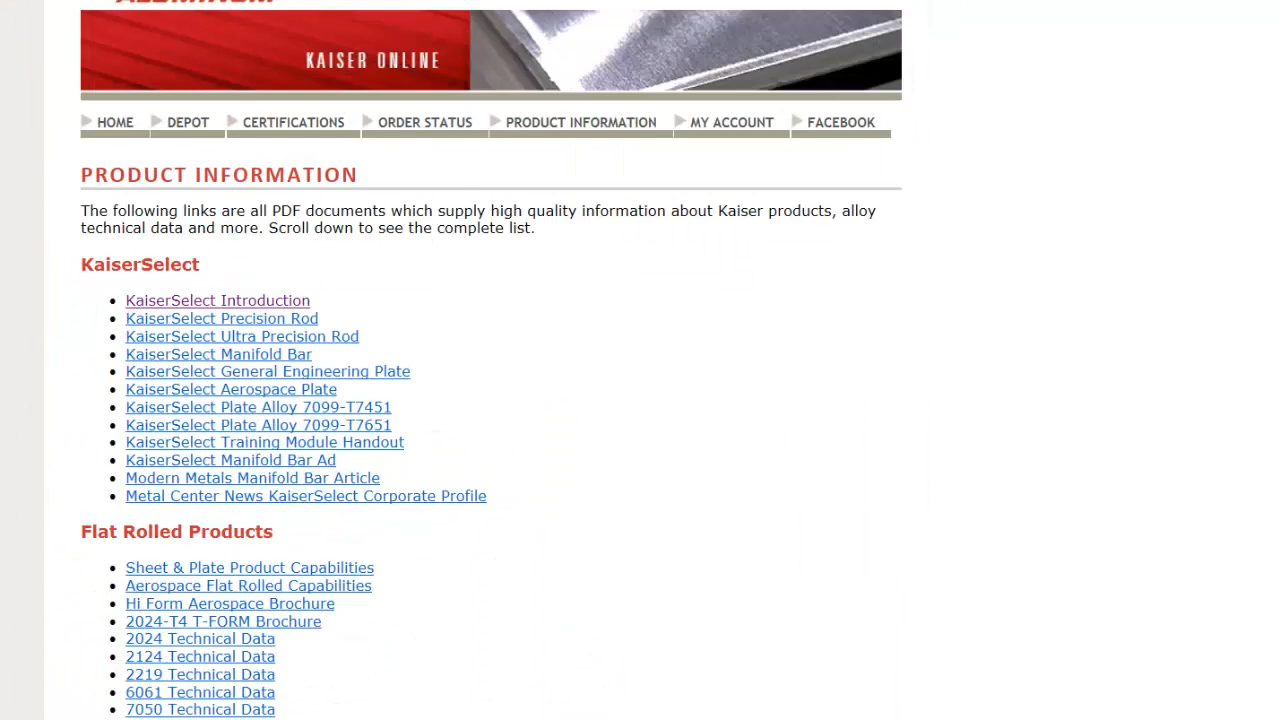 KAISER ONLINE
HOME DEPOT CERTIFICATIONS ORDER STATUS PRODUCT INFORMATION MY ACCOUNT FACEBOOK
PRODUCT INFORMATION
The following links are all PDF documents which supply high quality information about Kaiser products, alloy
technical data and more. Scroll down to see the complete list.
KaiserSelect
KaiserSelect Introduction
KaiserSelect Precision Rod
KaiserSelect Ultra Precision Rod
KaiserSelect Manifold Bar
KaiserSelect General Engineering Plate
KaiserSelect Aerospace Plate
KaiserSelect Plate Alloy 7099-T7451
KaiserSelect Plate Alloy 7099-T7651
KaiserSelect Training Module Handout
KaiserSelect Manifold Bar Ad
Modern Metals Manifold Bar Article
Metal Center News KaiserSelect Corporate Profile
Flat Rolled Products
Sheet & Plate Product Capabilities
Aerospace Flat Rolled Capabilities
Hi Form Aerospace Brochure
2024-T4 T-FORM Brochure
2024 Technical Data
2124 Technical Data
2219 Technical Data
6061 Technical Data
7050 Technical Data